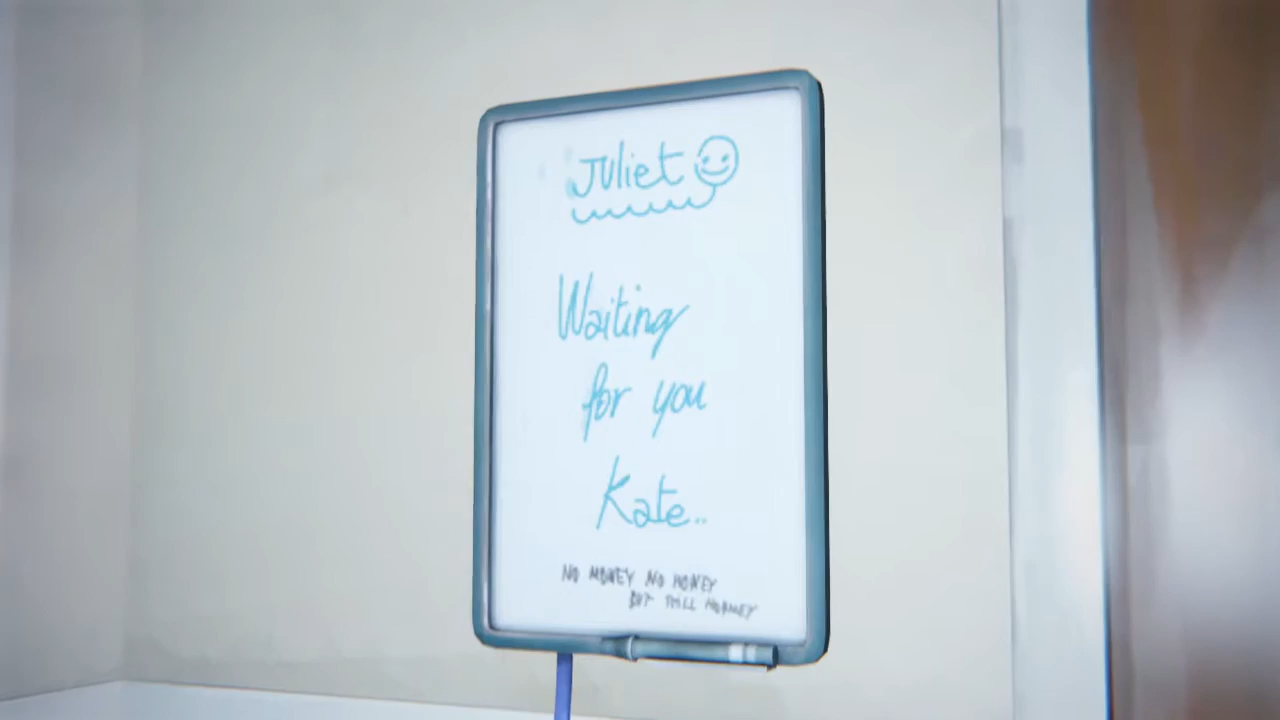 Juliet
Waiting
for you
Kate..
NO MONEY NO HONEY
BUT STILL HORNEY